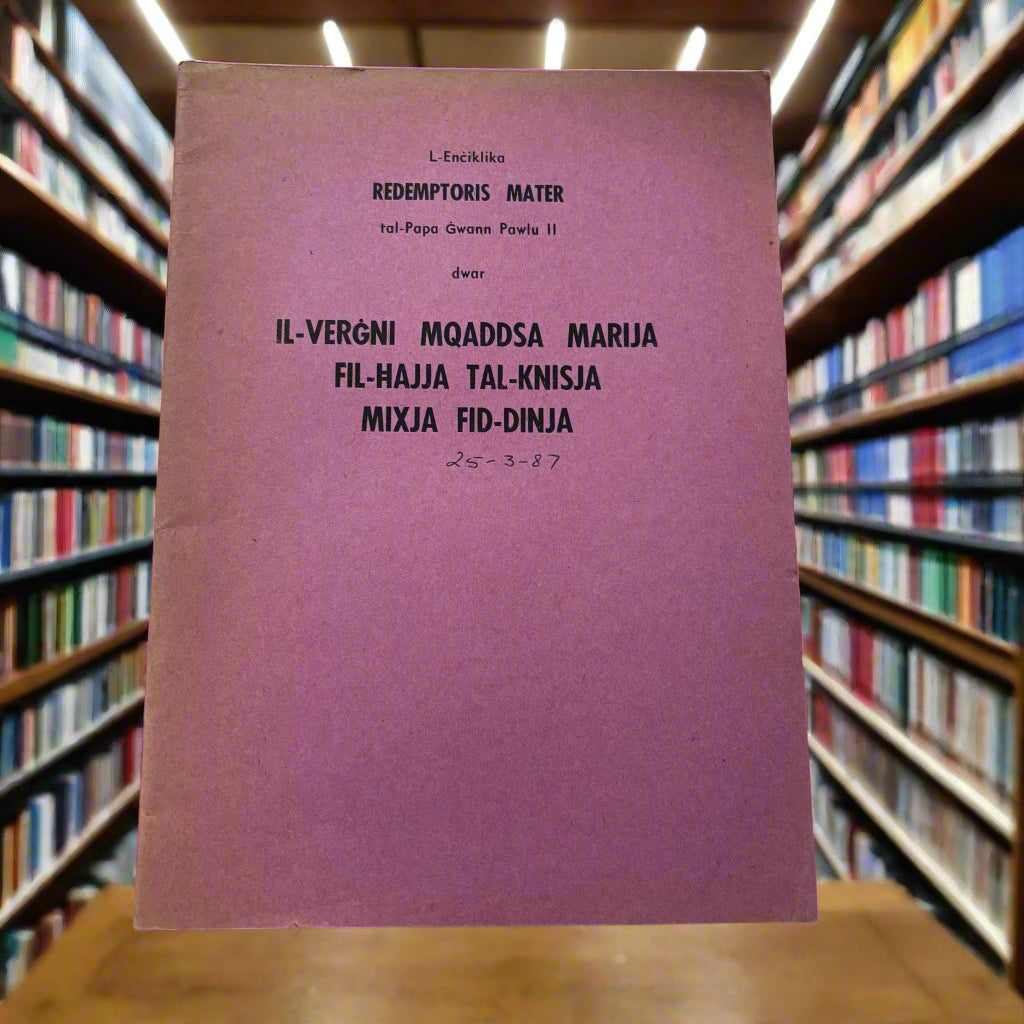 L-Enċiklika
REDEMPTORIS MATER
tal-Papa Ġwann Pawlu II
dwar
IL-VERĠNI MQADDSA MARIJA
FIL-HAJJA TAL-KNISJA
MIXJA FID-DINJA
25-3-87